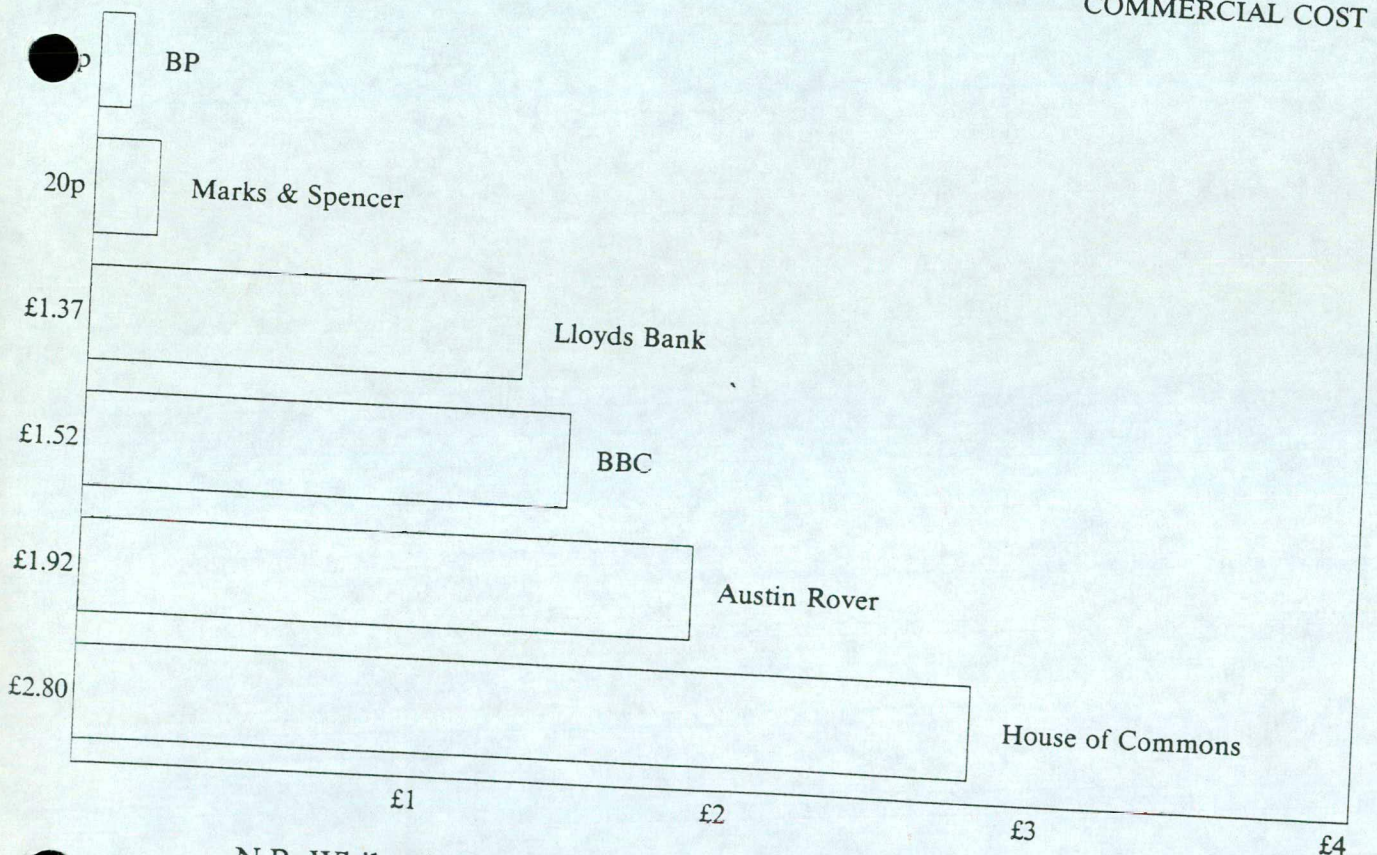 COMMERCIAL COST
p BP
20p Marks & Spencer
£1.37 Lloyds Bank
£1.52 BBC
£1.92 Austin Rover
£2.80 House of Commons
£1 £2 £3 £4
N.B.